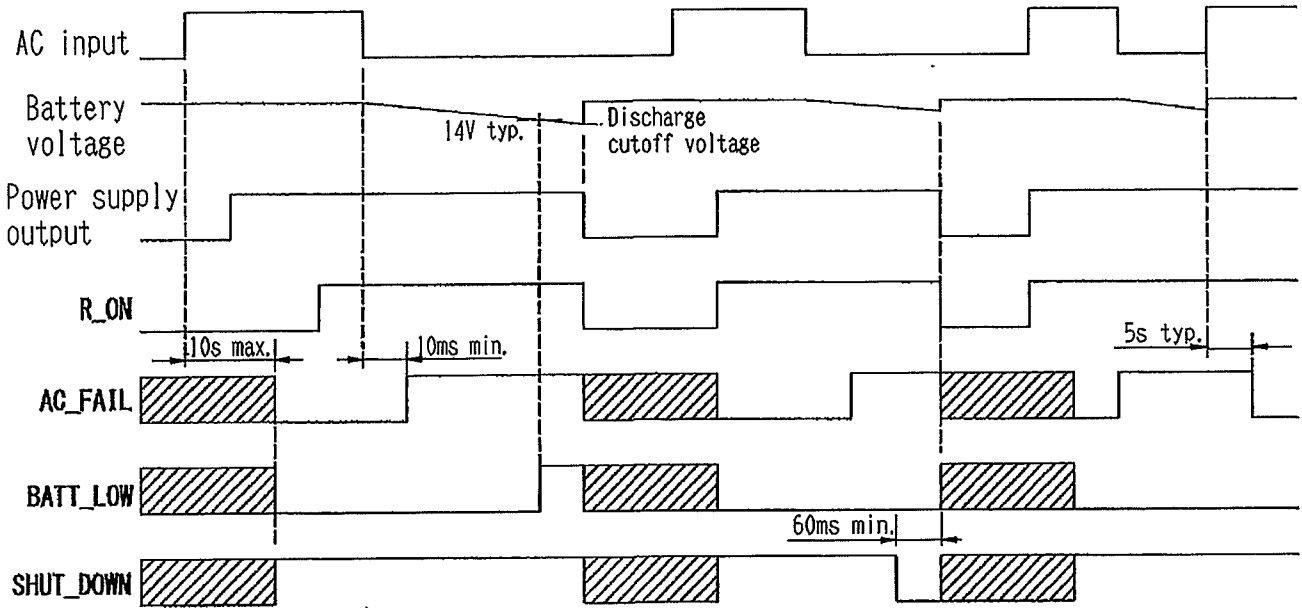 AC input
Battery
voltage
14V typ.
Discharge
cutoff voltage
Power supply
output
R_ON
10s max.
10ms min.
5s typ.
AC_FAIL
BATT_LOW
60ms min.
SHUT_DOWN